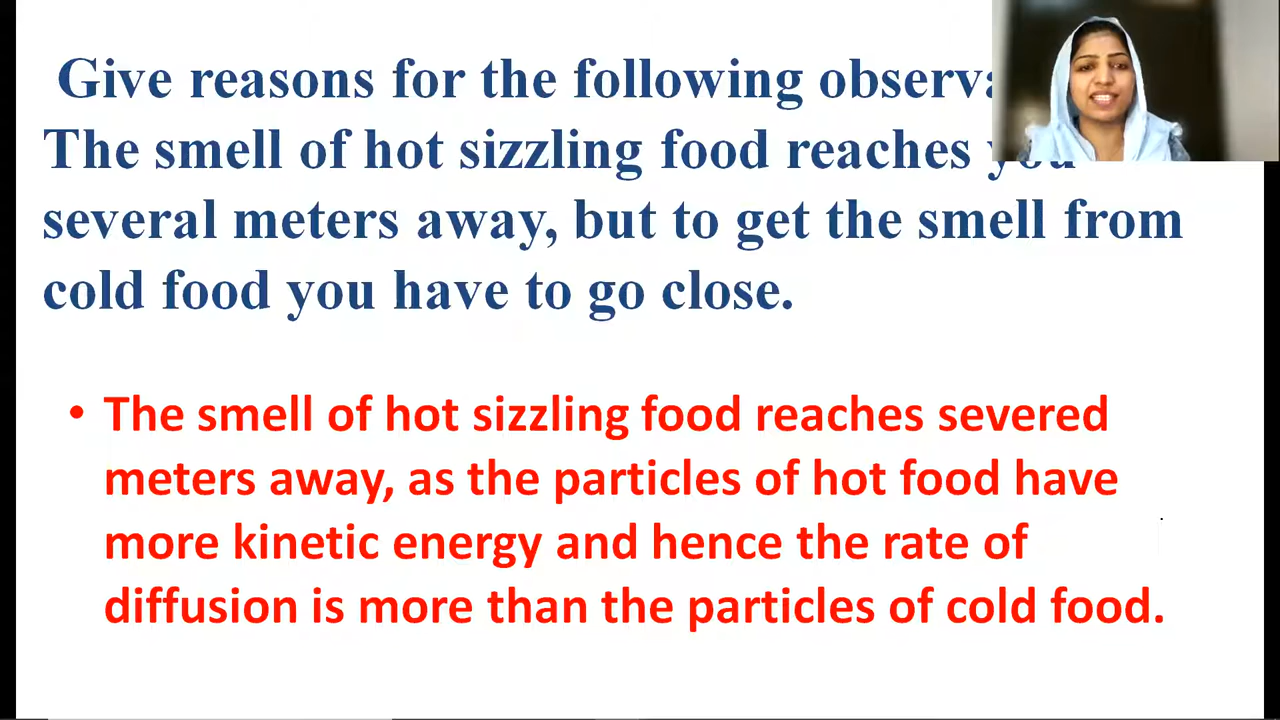 Give reasons for the following
The smell of hot sizzling food reaches you
several meters away, but to get the smell from
cold food you have to go close.
• The smell of hot sizzling food reaches severed
meters away, as the particles of hot food have
more kinetic energy and hence the rate of
diffusion is more than the particles of cold food.